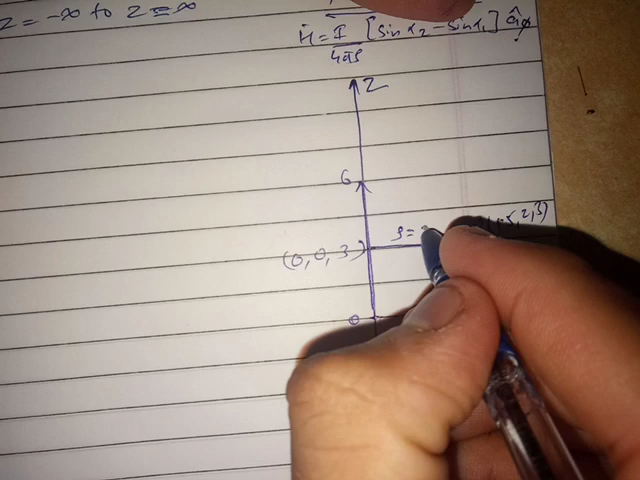 Z = -∞ to Z = ∞
H = I/4πρ [Sin α₂ - Sin α₁] âφ
Z
6
ρ =
(0, 0, 3)
0